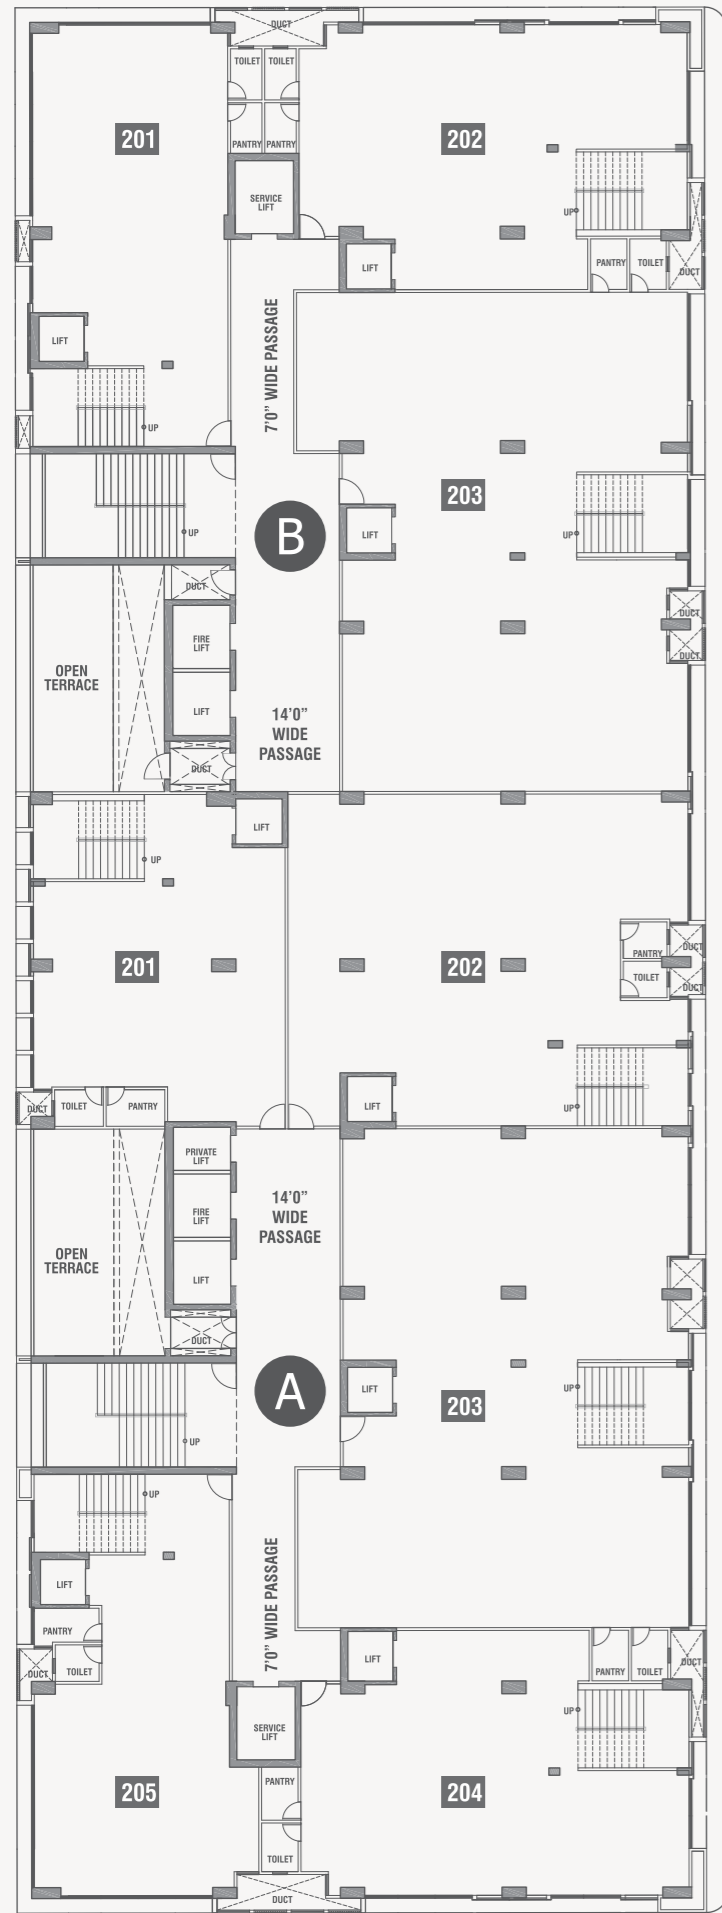 DUCT
TOILET TOILET
201
202
PANTRY PANTRY
SERVICE
LIFT
UP
LIFT
PANTRY
TOILET
DUCT
7'0" WIDE PASSAGE
LIFT
UP
203
B
LIFT
UP
UP
DUCT
DUCT
FIRE
LIFT
OPEN
TERRACE
DUCT
LIFT
14'0"
WIDE
PASSAGE
DUCT
LIFT
UP
201
202
PANTRY
DUCT
TOILET
DUCT
DUCT
TOILET
PANTRY
LIFT
UP
PRIVATE
LIFT
14'0"
WIDE
PASSAGE
FIRE
LIFT
OPEN
TERRACE
LIFT
DUCT
A
LIFT
UP
203
UP
UP
7'0" WIDE PASSAGE
LIFT
PANTRY
DUCT
TOILET
LIFT
PANTRY
TOILET
DUCT
UP
SERVICE
LIFT
205
PANTRY
204
TOILET
DUCT